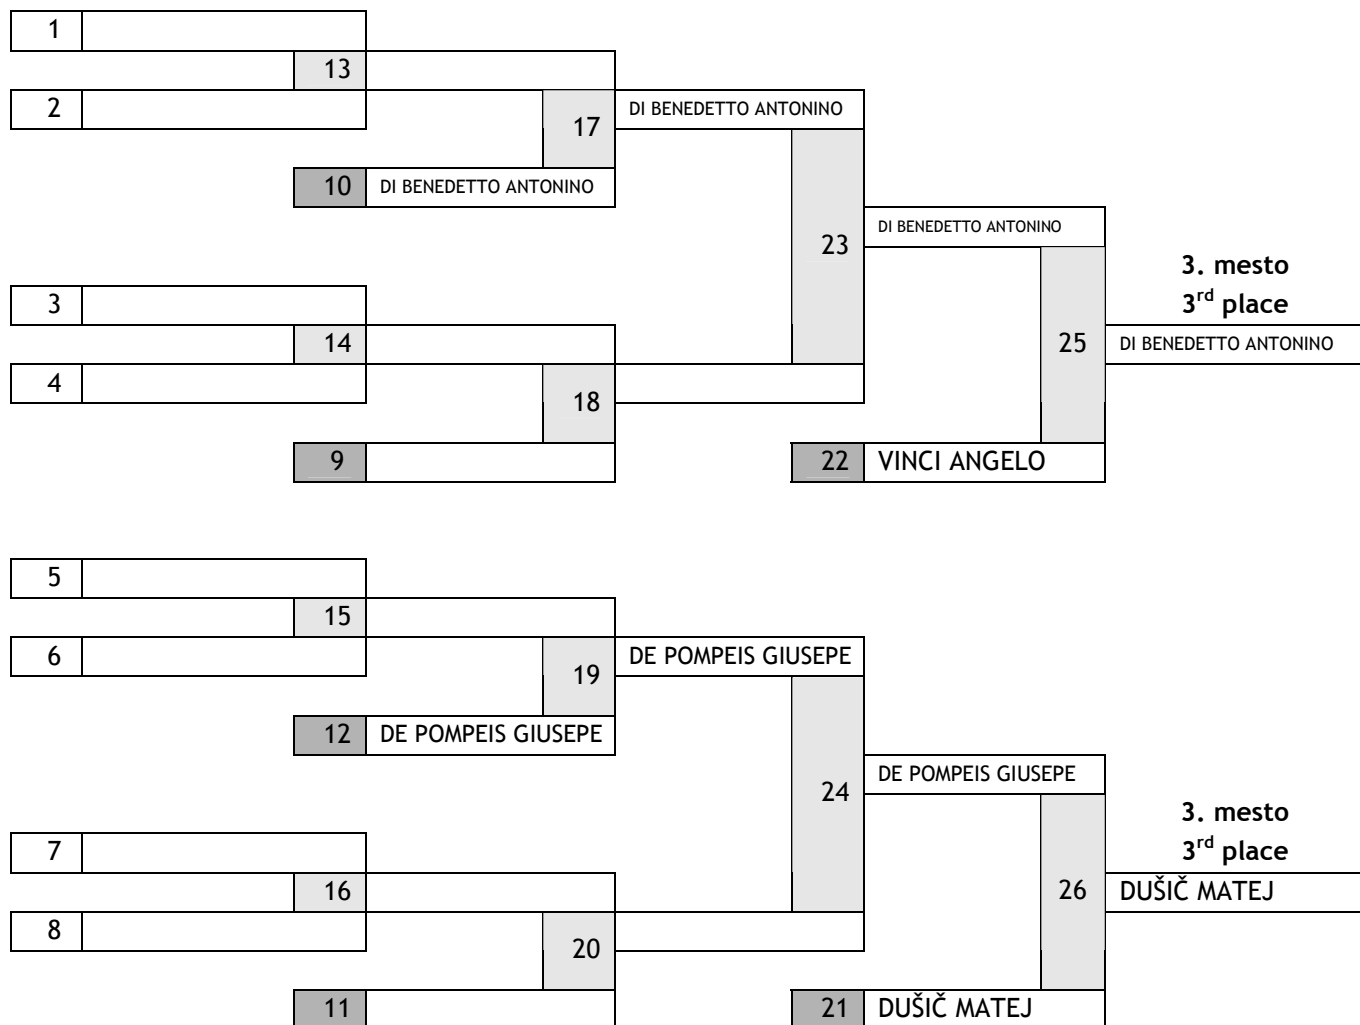 1
13
2
DI BENEDETTO ANTONINO
17
10 DI BENEDETTO ANTONINO
DI BENEDETTO ANTONINO
23
3. mesto
3
3rd place
14
25 DI BENEDETTO ANTONINO
4
18
9
22 VINCI ANGELO
5
15
6
DE POMPEIS GIUSEPE
19
12 DE POMPEIS GIUSEPE
DE POMPEIS GIUSEPE
24
3. mesto
7
3rd place
16
26 DUŠIČ MATEJ
8
20
11
21 DUŠIČ MATEJ